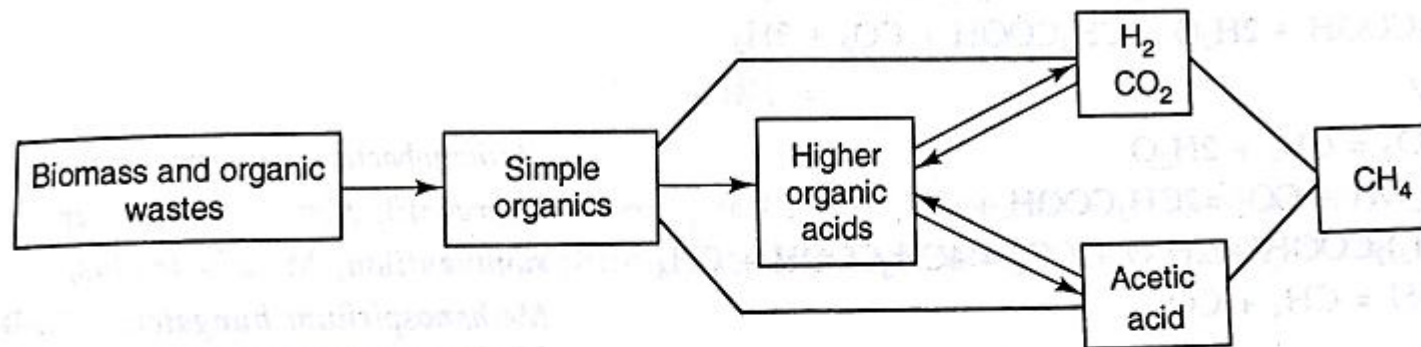 H₂
CO₂
Biomass and organic
wastes
Simple
organics
Higher
organic
acids
CH₄
Acetic
acid